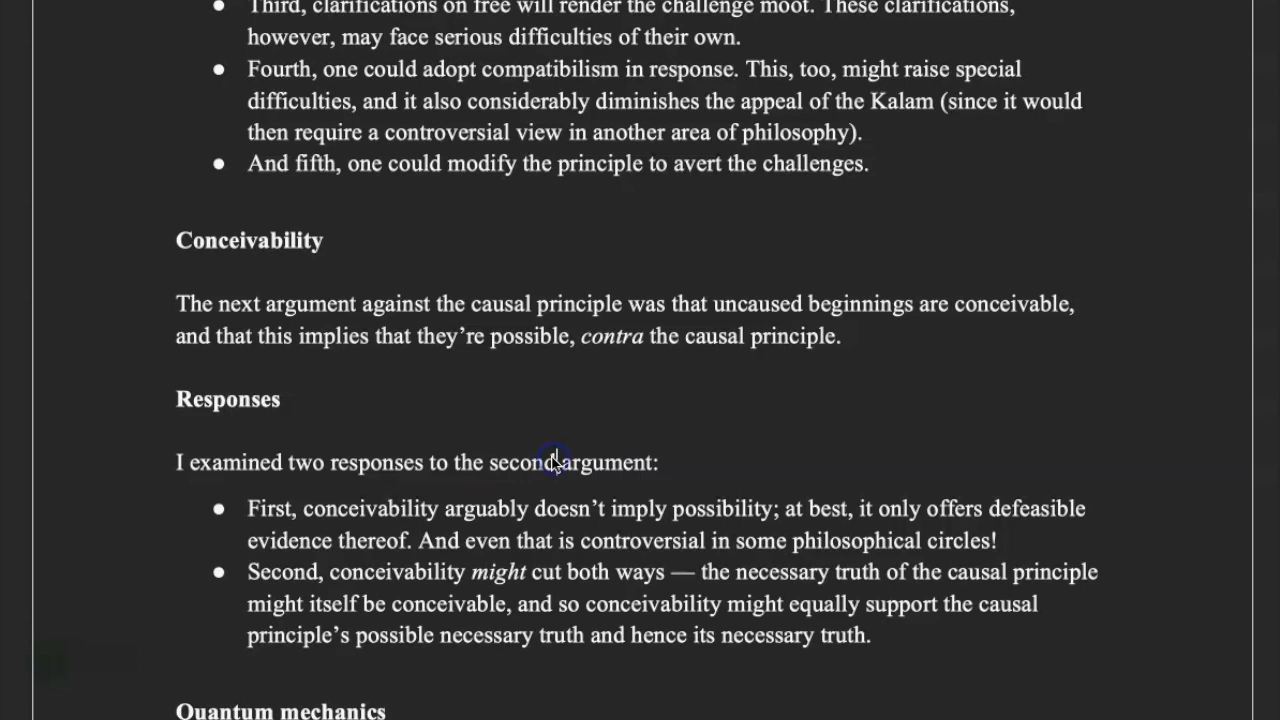 ● Third, clarifications on free will render the challenge moot. These clarifications,
however, may face serious difficulties of their own.
● Fourth, one could adopt compatibilism in response. This, too, might raise special
difficulties, and it also considerably diminishes the appeal of the Kalam (since it would
then require a controversial view in another area of philosophy).
● And fifth, one could modify the principle to avert the challenges.
Conceivability
The next argument against the causal principle was that uncaused beginnings are conceivable,
and that this implies that they’re possible, contra the causal principle.
Responses
I examined two responses to the second argument:
● First, conceivability arguably doesn’t imply possibility; at best, it only offers defeasible
evidence thereof. And even that is controversial in some philosophical circles!
● Second, conceivability might cut both ways — the necessary truth of the causal principle
might itself be conceivable, and so conceivability might equally support the causal
principle’s possible necessary truth and hence its necessary truth.
Quantum mechanics